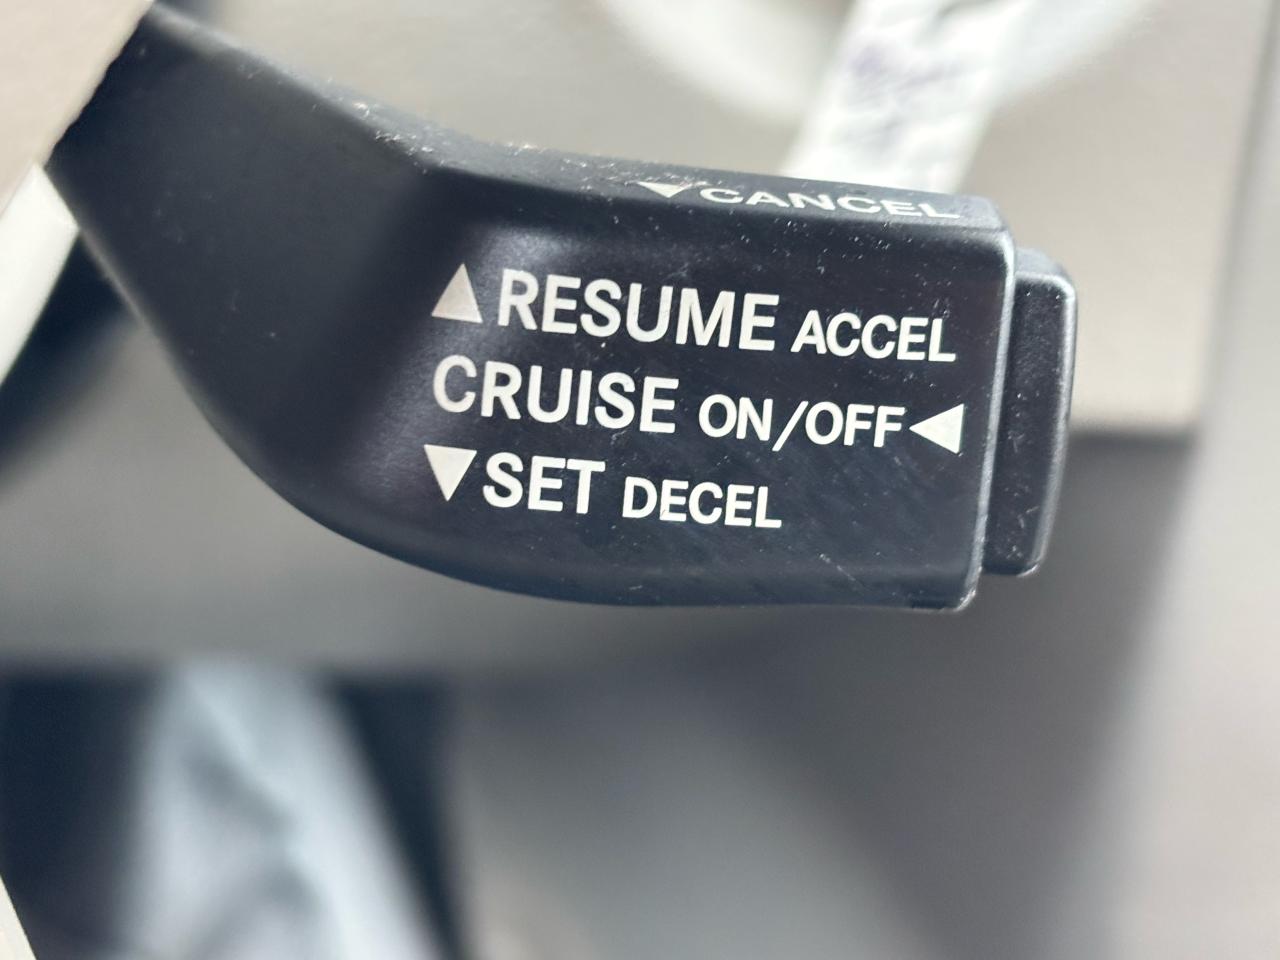 ▼CANCEL
▲RESUME ACCEL
CRUISE ON/OFF◀
▼SET DECEL